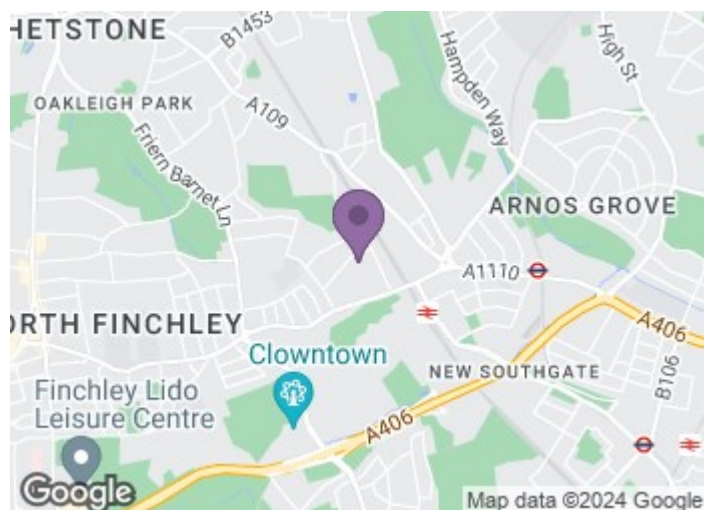 HETSTONE
B1453
OAKLEIGH PARK
A109
Hampden Way
High St
Friern Barnet Ln
ARNOS GROVE
A1110
ORTH FINCHLEY
A406
Clowntown
NEW SOUTHGATE
B106
Finchley Lido
Leisure Centre
A406
Google
Map data ©2024 Google